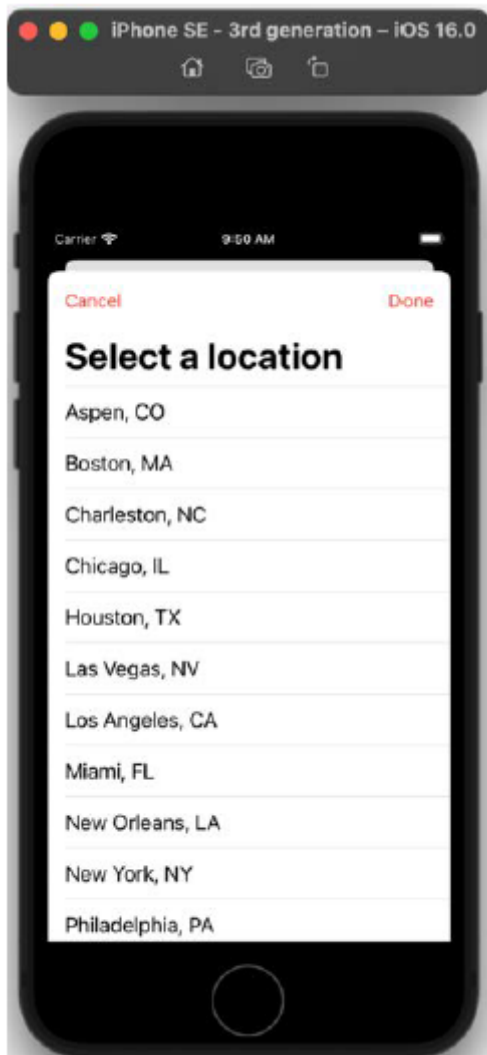 iPhone SE - 3rd generation – iOS 16.0
Carrier
9:50 AM
Cancel Done
Select a location
Aspen, CO
Boston, MA
Charleston, NC
Chicago, IL
Houston, TX
Las Vegas, NV
Los Angeles, CA
Miami, FL
New Orleans, LA
New York, NY
Philadelphia, PA